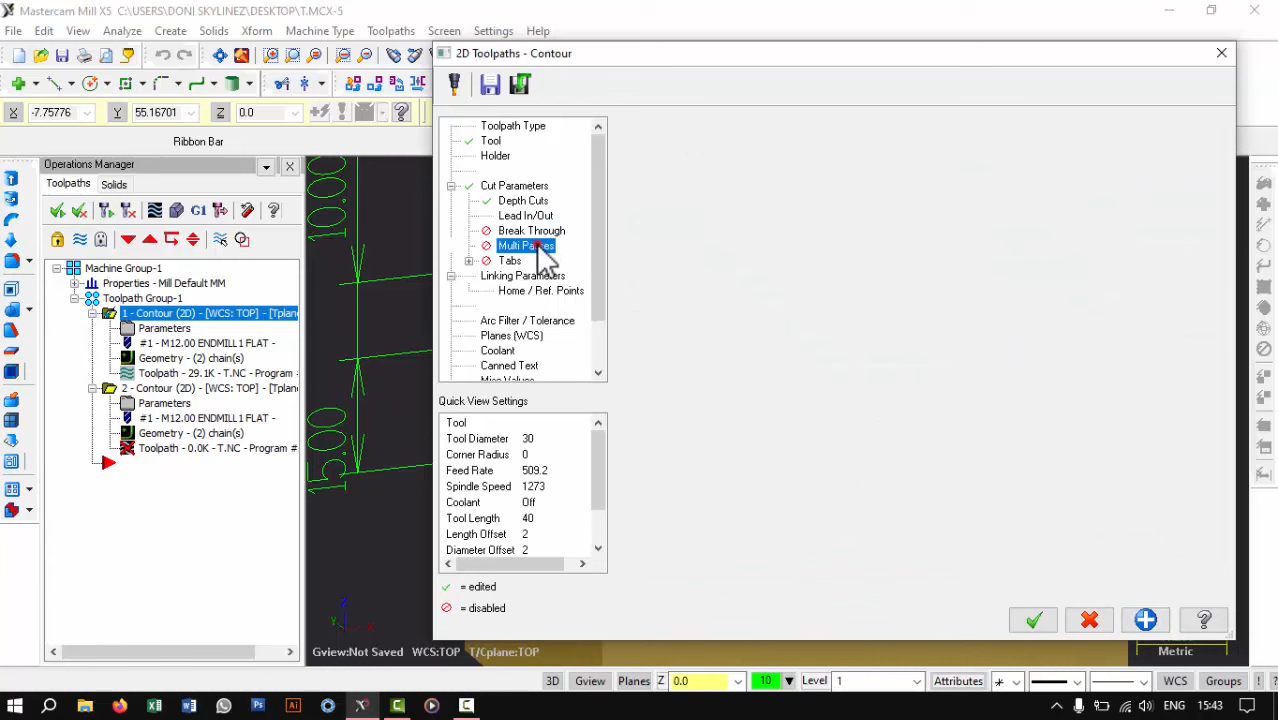 Mastercam Mill X5 C:\USERS\DONI SKYLINEZ\DESKTOP\T.MCX-5
File Edit View Analyze Create Solids Xform Machine Type Toolpaths Screen Settings Help
X -7.75776 Y 55.16701 Z 0.0
Ribbon Bar
Operations Manager
Toolpaths Solids
G1
Machine Group-1
Properties - Mill Default MM
Toolpath Group-1
1 - Contour (2D) - [WCS: TOP] - [Tplane
Parameters
#1 - M12.00 ENDMILL1 FLAT -
Geometry - (2) chain(s)
Toolpath - 29.1K - T.NC - Program
2 - Contour (2D) - [WCS: TOP] - [Tplane
Parameters
#1 - M12.00 ENDMILL1 FLAT -
Geometry - (2) chain(s)
Toolpath - 0.0K - T.NC - Program #
10.00
15.00
2D Toolpaths - Contour
Toolpath Type
Tool
Holder
Cut Parameters
Depth Cuts
Lead In/Out
Break Through
Multi Passes
Tabs
Linking Parameters
Home / Ref. Points
Arc Filter / Tolerance
Planes (WCS)
Coolant
Canned Text
Misc Values
Quick View Settings
Tool
Tool Diameter 30
Corner Radius 0
Feed Rate 509.2
Spindle Speed 1273
Coolant Off
Tool Length 40
Length Offset 2
Diameter Offset 2
= edited
= disabled
Z
Y
X
Gview:Not Saved WCS:TOP T/Cplane:TOP
Metric
3D Gview Planes Z 0.0 10 Level 1 Attributes WCS Groups ! ?
15:43